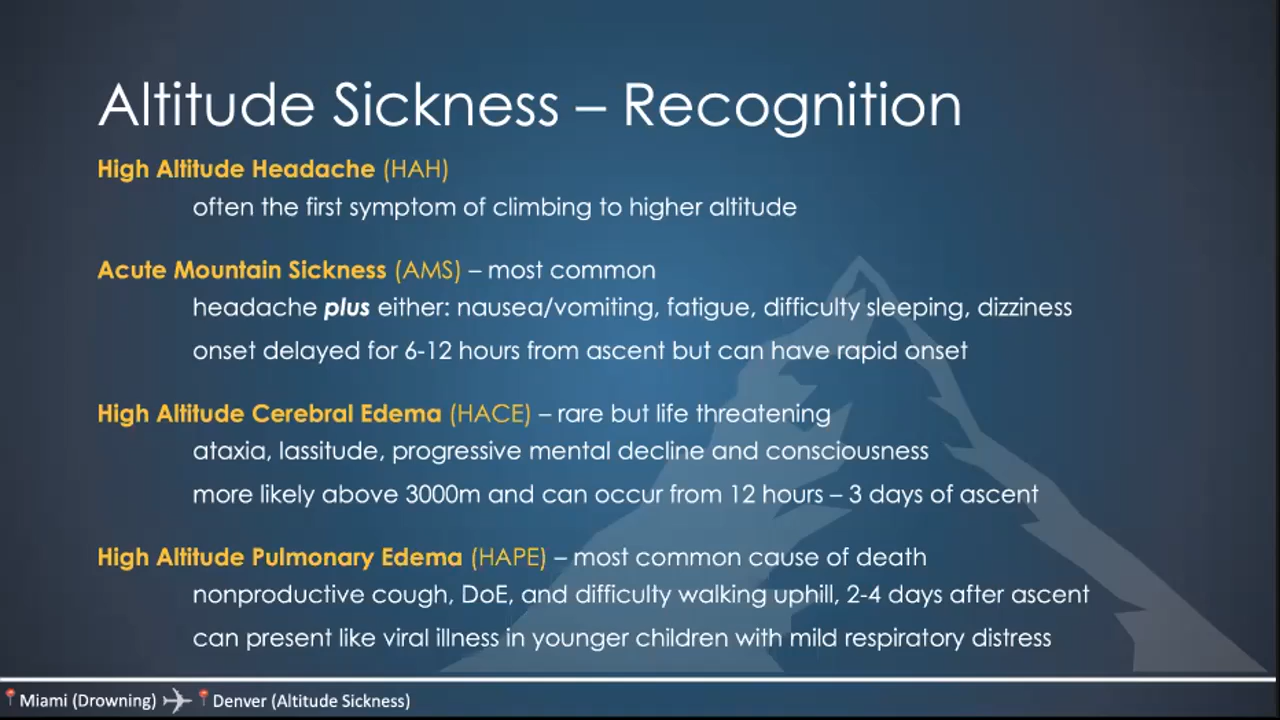 Altitude Sickness – Recognition
High Altitude Headache (HAH)
often the first symptom of climbing to higher altitude
Acute Mountain Sickness (AMS) – most common
headache plus either: nausea/vomiting, fatigue, difficulty sleeping, dizziness
onset delayed for 6-12 hours from ascent but can have rapid onset
High Altitude Cerebral Edema (HACE) – rare but life threatening
ataxia, lassitude, progressive mental decline and consciousness
more likely above 3000m and can occur from 12 hours – 3 days of ascent
High Altitude Pulmonary Edema (HAPE) – most common cause of death
nonproductive cough, DoE, and difficulty walking uphill, 2-4 days after ascent
can present like viral illness in younger children with mild respiratory distress
Miami (Drowning) Denver (Altitude Sickness)